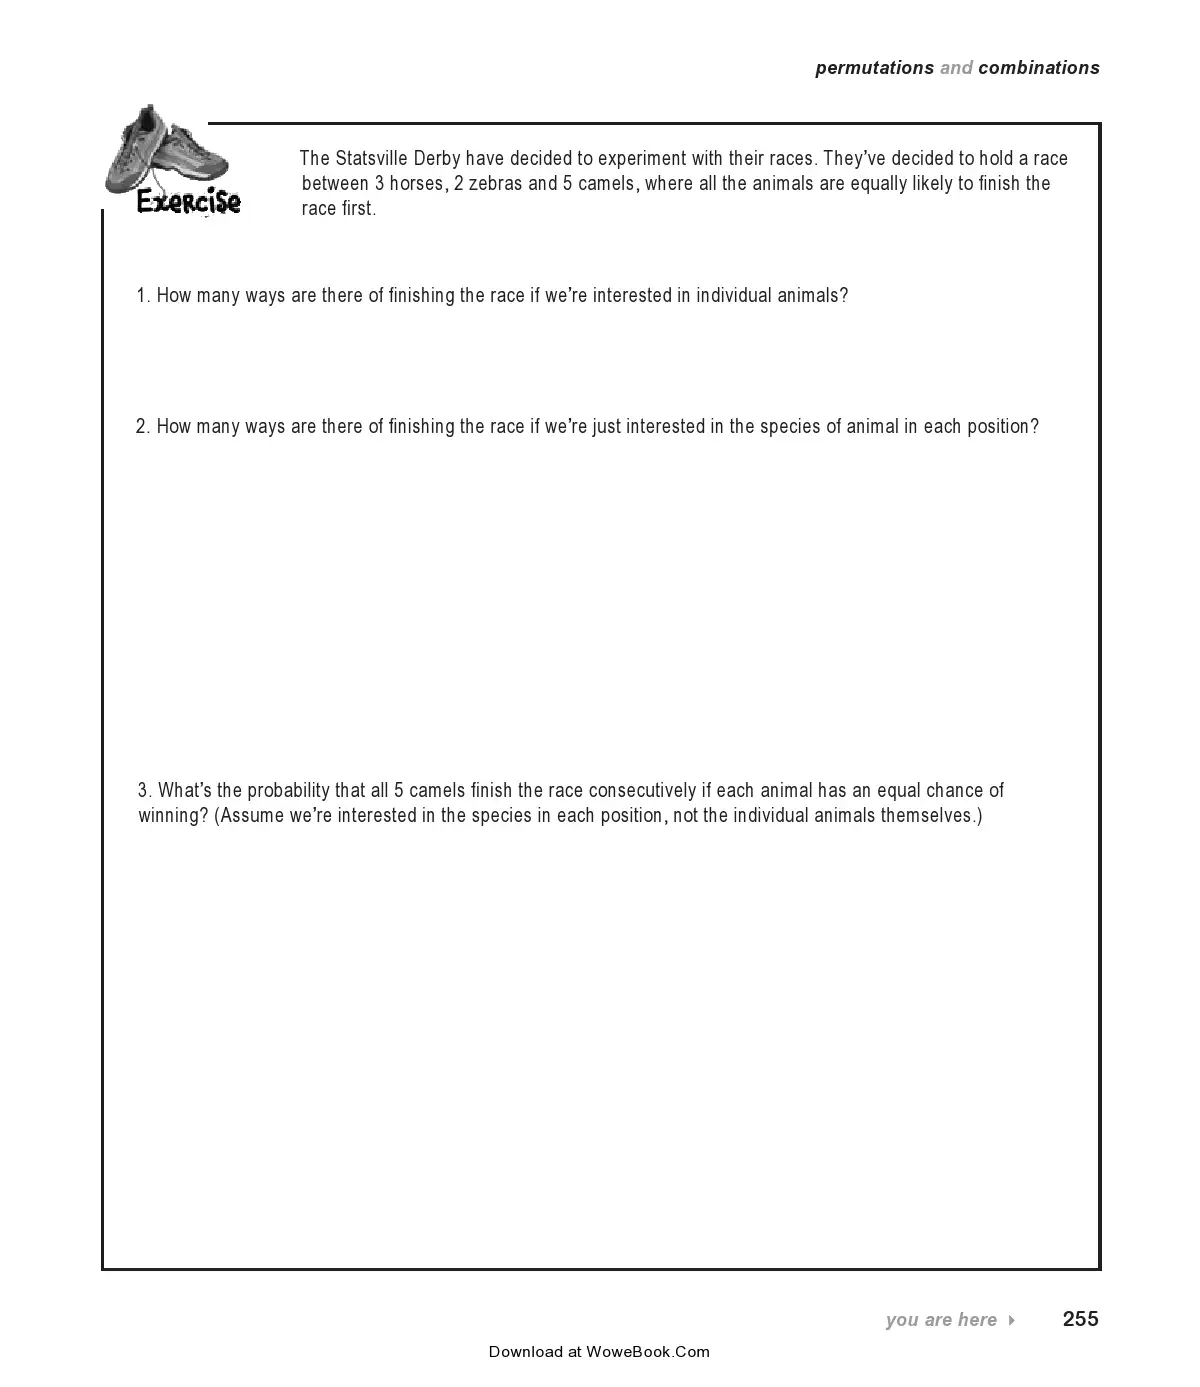 permutations and combinations
Exercise
The Statsville Derby have decided to experiment with their races. They’ve decided to hold a race
between 3 horses, 2 zebras and 5 camels, where all the animals are equally likely to finish the
race first.
1. How many ways are there of finishing the race if we’re interested in individual animals?
2. How many ways are there of finishing the race if we’re just interested in the species of animal in each position?
3. What’s the probability that all 5 camels finish the race consecutively if each animal has an equal chance of
winning? (Assume we’re interested in the species in each position, not the individual animals themselves.)
you are here 255
Download at WoweBook.Com